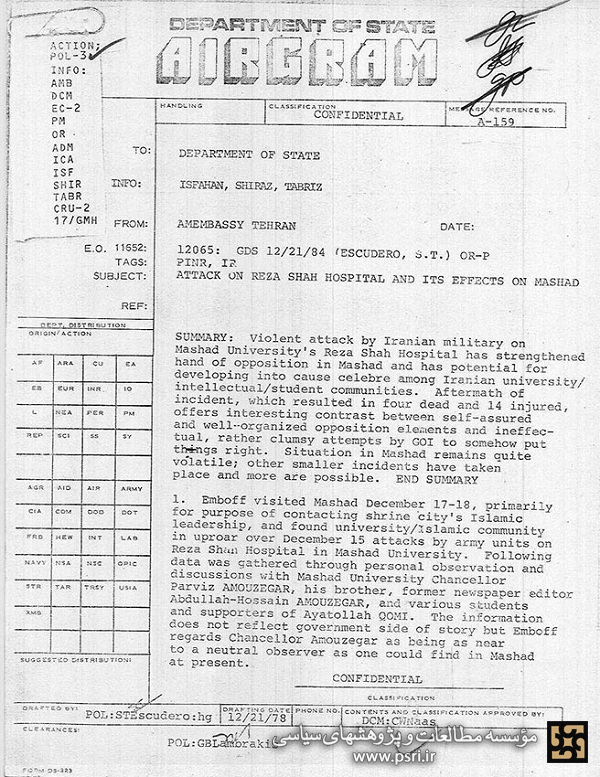 DEPARTMENT OF STATE
AIRGRAM
ACTION:
POL-3
INFO:
AMB
DCM
EC-2
PM
OR
ADM
ICA
ISF
SHIR
TABR
CRU-2
17/GMH
HANDLING
CLASSIFICATION
CONFIDENTIAL
MESSAGE REFERENCE NO.
A-159
TO: DEPARTMENT OF STATE
INFO: ISFAHAN, SHIRAZ, TABRIZ
FROM: AMEMBASSY TEHRAN DATE:
E.O. 11652: 12065: GDS 12/21/84 (ESCUDERO, S.T.) OR-P
TAGS: PINR, IR
SUBJECT: ATTACK ON REZA SHAH HOSPITAL AND ITS EFFECTS ON MASHAD
REF:
DEPT. DISTRIBUTION
ORIGIN/ACTION
AF ARA CU EA
EB EUR INR IO
L NEA PER PM
REP SCI SS SY
AGR AID AIR ARMY
CIA COM DOD DOT
FRB HEW INT LAB
NAVY NSA NSC OPIC
STR TAR TRSY USIA
XMB
SUGGESTED DISTRIBUTION:
SUMMARY: Violent attack by Iranian military on
Mashad University's Reza Shah Hospital has strengthened
hand of opposition in Mashad and has potential for
developing into cause celebre among Iranian university/
intellectual/student communities. Aftermath of
incident, which resulted in four dead and 14 injured,
offers interesting contrast between self-assured
and well-organized opposition elements and ineffec-
tual, rather clumsy attempts by GOI to somehow put
things right. Situation in Mashad remains quite
volatile; other smaller incidents have taken
place and more are possible. END SUMMARY
1. Emboff visited Mashad December 17-18, primarily
for purpose of contacting shrine city's Islamic
leadership, and found university/Islamic community
in uproar over December 15 attacks by army units on
Reza Shah Hospital in Mashad University. Following
data was gathered through personal observation and
discussions with Mashad University Chancellor
Parviz AMOUZEGAR, his brother, former newspaper editor
Abdullah-Hossain AMOUZEGAR, and various students
and supporters of Ayatollah QOMI. The information
does not reflect government side of story but Emboff
regards Chancellor Amouzegar as being as near
to a neutral observer as one could find in Mashad
at present.
CONFIDENTIAL
CLASSIFICATION
DRAFTED BY:
POL:STEscudero:hg
DRAFTING DATE
12/21/78
PHONE NO.
CONTENTS AND CLASSIFICATION APPROVED BY:
DCM:CWNaas
CLEARANCES:
POL:GBLambrakis
مؤسسه مطالعات و پژوهشهای سیاسی
www.psri.ir
FORM DS-323